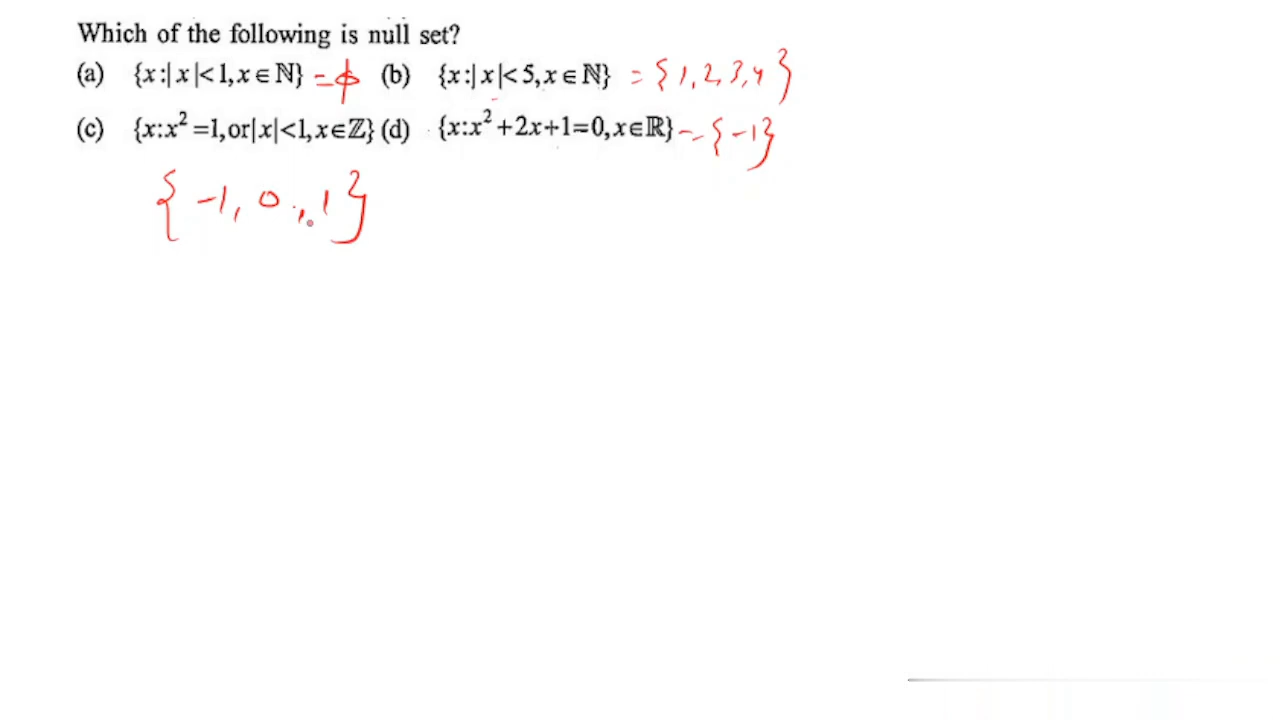 Which of the following is null set?
(a) {x:|x|<1,x∈ℕ} =ϕ (b) {x:|x|<5,x∈ℕ} = {1,2,3,4}
(c) {x:x²=1,or|x|<1,x∈ℤ} (d) {x:x²+2x+1=0,x∈ℝ} = {-1}
{-1, 0, 1}